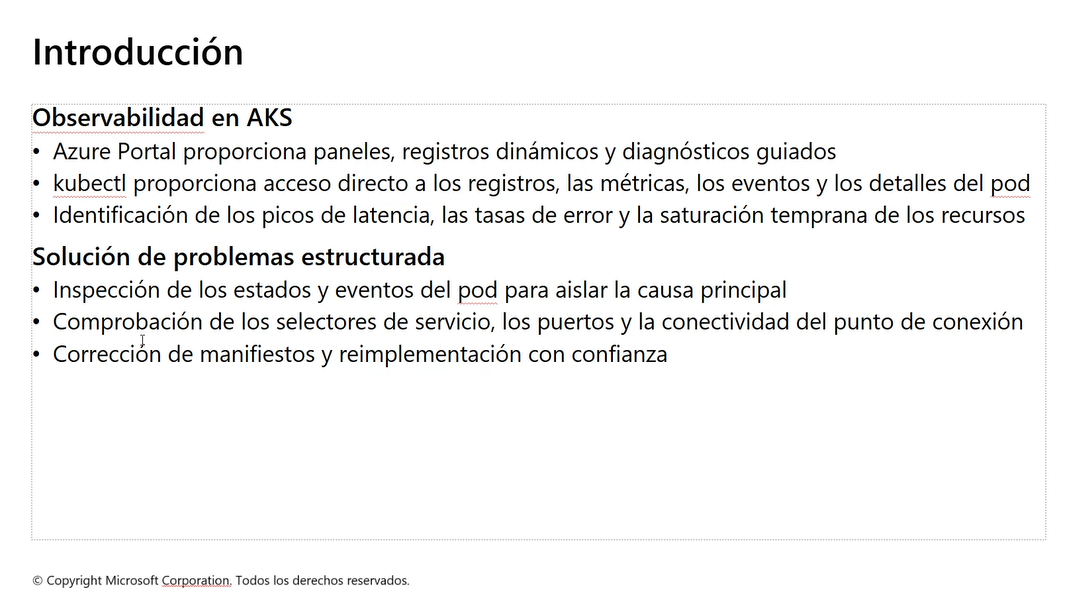 Introducción
Observabilidad en AKS
• Azure Portal proporciona paneles, registros dinámicos y diagnósticos guiados
• kubectl proporciona acceso directo a los registros, las métricas, los eventos y los detalles del pod
• Identificación de los picos de latencia, las tasas de error y la saturación temprana de los recursos
Solución de problemas estructurada
• Inspección de los estados y eventos del pod para aislar la causa principal
• Comprobación de los selectores de servicio, los puertos y la conectividad del punto de conexión
• Corrección de manifiestos y reimplementación con confianza
© Copyright Microsoft Corporation. Todos los derechos reservados.